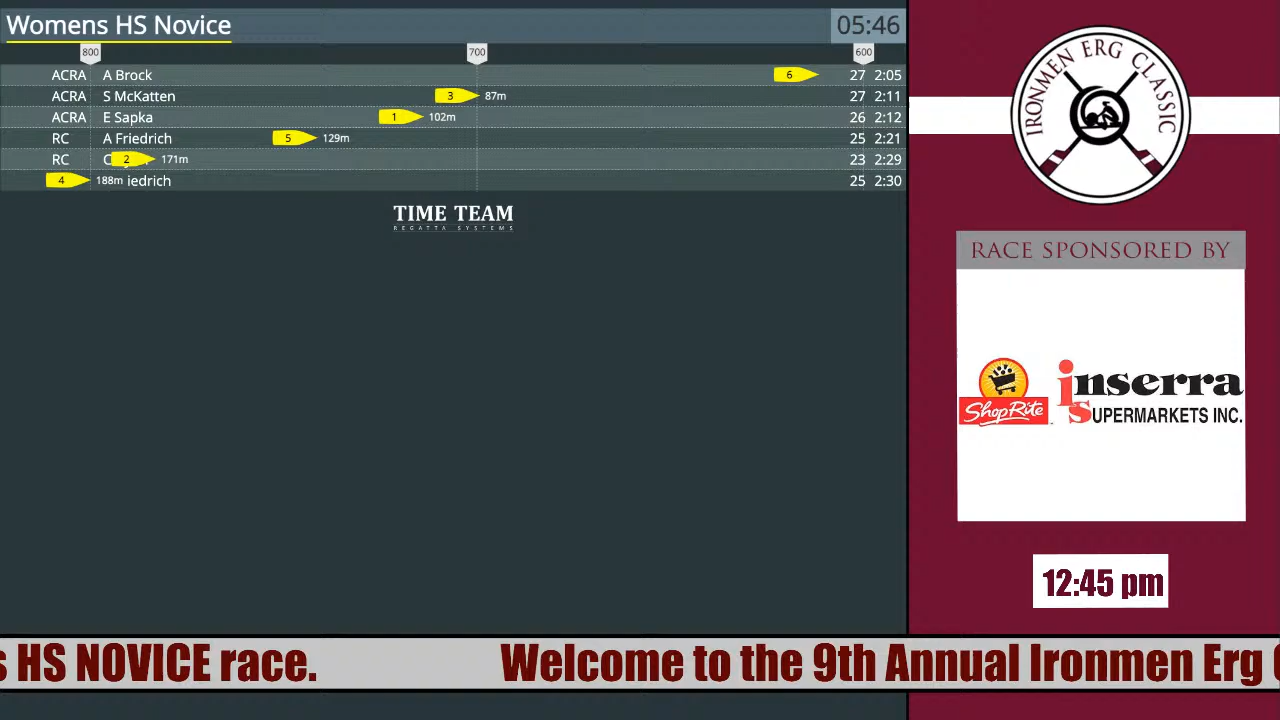 Womens HS Novice 05:46
800 700 600
ACRA A Brock 6 27 2:05
ACRA S McKatten 3 87m 27 2:11
ACRA E Sapka 1 102m 26 2:12
RC A Friedrich 5 129m 25 2:21
RC C 2 171m 23 2:29
4 188m iedrich 25 2:30
TIME TEAM
REGATTA SYSTEMS
IRONMEN ERG CLASSIC
RACE SPONSORED BY
ShopRite
inserra
SUPERMARKETS INC.
12:45 pm
s HS NOVICE race. Welcome to the 9th Annual Ironmen Erg C